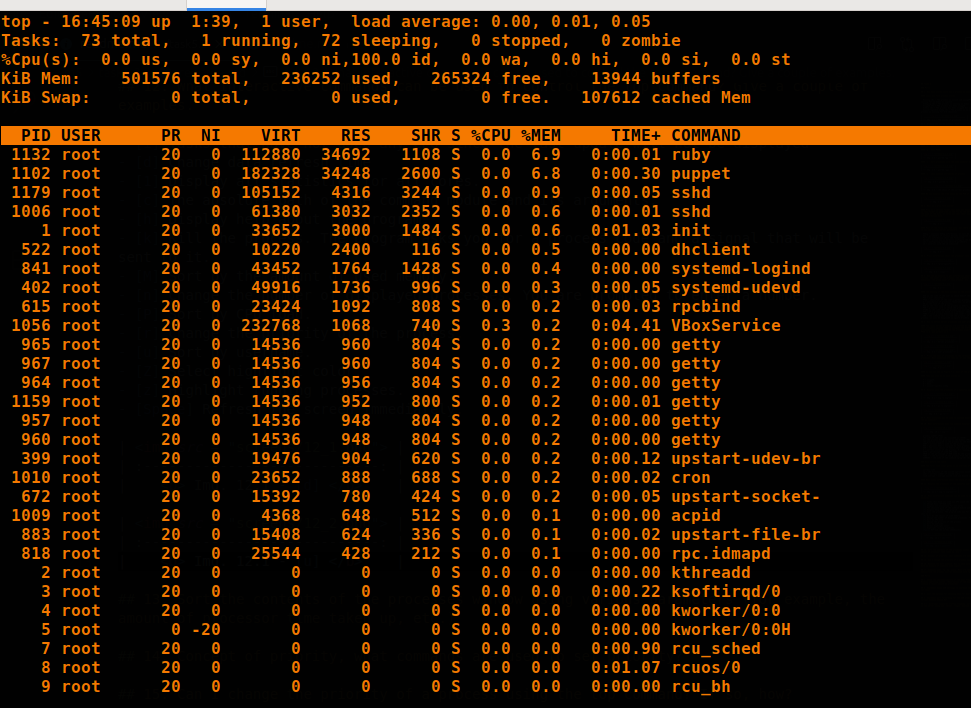 top - 16:45:09 up  1:39,  1 user,  load average: 0.00, 0.01, 0.05
Tasks:  73 total,   1 running,  72 sleeping,   0 stopped,   0 zombie
%Cpu(s):  0.0 us,  0.0 sy,  0.0 ni,100.0 id,  0.0 wa,  0.0 hi,  0.0 si,  0.0 st
KiB Mem:    501576 total,   236252 used,   265324 free,    13944 buffers
KiB Swap:        0 total,        0 used,        0 free.   107612 cached Mem
  PID USER      PR  NI    VIRT    RES    SHR S %CPU %MEM     TIME+ COMMAND
 1132 root      20   0  112880  34692   1108 S  0.0  6.9   0:00.01 ruby
 1102 root      20   0  182328  34248   2600 S  0.0  6.8   0:00.30 puppet
 1179 root      20   0  105152   4316   3244 S  0.0  0.9   0:00.05 sshd
 1006 root      20   0   61380   3032   2352 S  0.0  0.6   0:00.01 sshd
    1 root      20   0   33652   3000   1484 S  0.0  0.6   0:01.03 init
  522 root      20   0   10220   2400    116 S  0.0  0.5   0:00.00 dhclient
  841 root      20   0   43452   1764   1428 S  0.0  0.4   0:00.00 systemd-logind
  402 root      20   0   49916   1736    996 S  0.0  0.3   0:00.05 systemd-udevd
  615 root      20   0   23424   1092    808 S  0.0  0.2   0:00.03 rpcbind
 1056 root      20   0  232768   1068    740 S  0.3  0.2   0:04.41 VBoxService
  965 root      20   0   14536    960    804 S  0.0  0.2   0:00.00 getty
  967 root      20   0   14536    960    804 S  0.0  0.2   0:00.00 getty
  964 root      20   0   14536    956    804 S  0.0  0.2   0:00.00 getty
 1159 root      20   0   14536    952    800 S  0.0  0.2   0:00.01 getty
  957 root      20   0   14536    948    804 S  0.0  0.2   0:00.00 getty
  960 root      20   0   14536    948    804 S  0.0  0.2   0:00.00 getty
  399 root      20   0   19476    904    620 S  0.0  0.2   0:00.12 upstart-udev-br
 1010 root      20   0   23652    888    688 S  0.0  0.2   0:00.02 cron
  672 root      20   0   15392    780    424 S  0.0  0.2   0:00.05 upstart-socket-
 1009 root      20   0    4368    648    512 S  0.0  0.1   0:00.00 acpid
  883 root      20   0   15408    624    336 S  0.0  0.1   0:00.02 upstart-file-br
  818 root      20   0   25544    428    212 S  0.0  0.1   0:00.00 rpc.idmapd
    2 root      20   0       0      0      0 S  0.0  0.0   0:00.00 kthreadd
    3 root      20   0       0      0      0 S  0.0  0.0   0:00.22 ksoftirqd/0
    4 root      20   0       0      0      0 S  0.0  0.0   0:00.00 kworker/0:0
    5 root       0 -20       0      0      0 S  0.0  0.0   0:00.00 kworker/0:0H
    7 root      20   0       0      0      0 S  0.0  0.0   0:00.90 rcu_sched
    8 root      20   0       0      0      0 S  0.0  0.0   0:01.07 rcuos/0
    9 root      20   0       0      0      0 S  0.0  0.0   0:00.00 rcu_bh